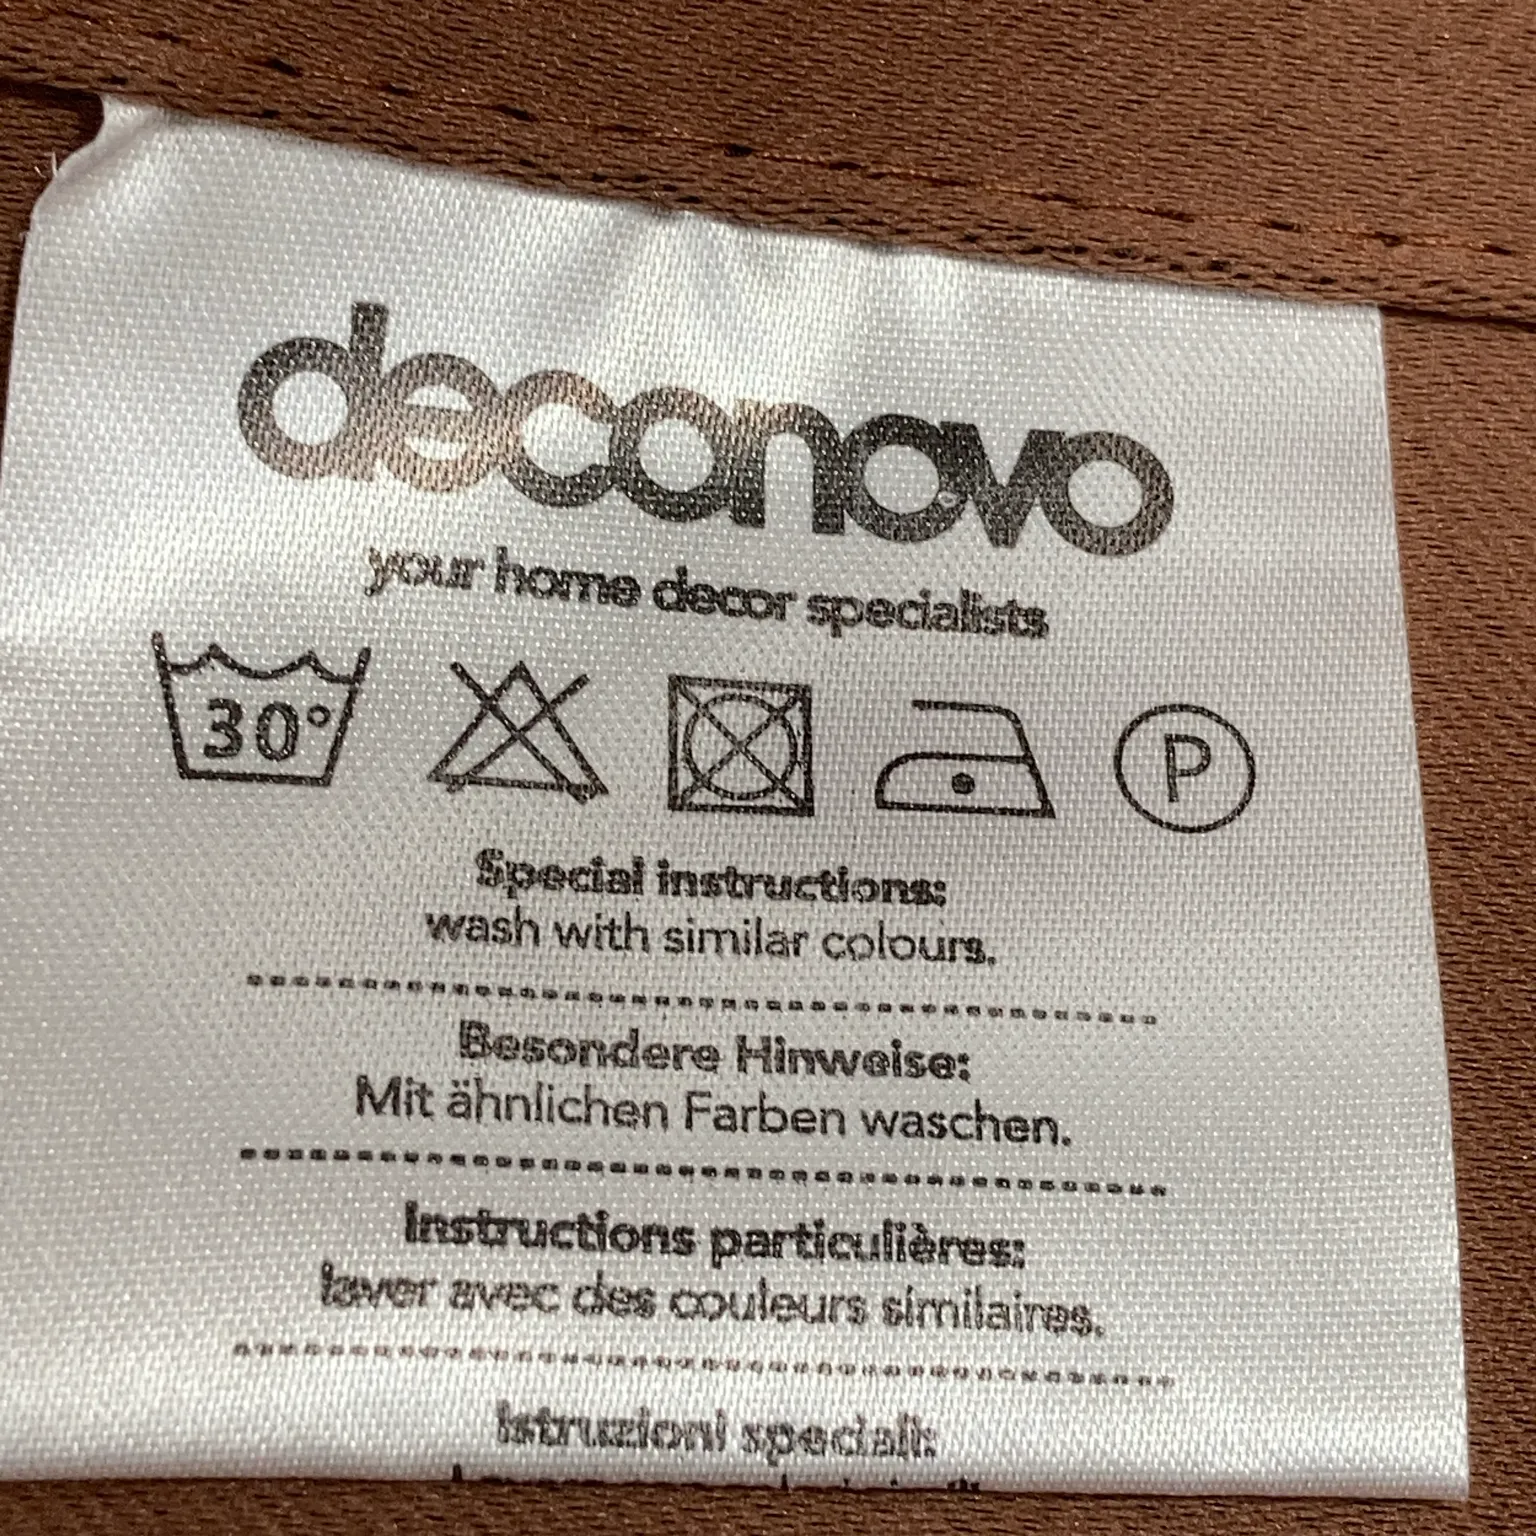 deconovo
your home decor specialists
30°
P
Special instructions:
wash with similar colours.
Besondere Hinweise:
Mit ähnlichen Farben waschen.
Instructions particulières:
laver avec des couleurs similaires.
Istruzioni speciali: